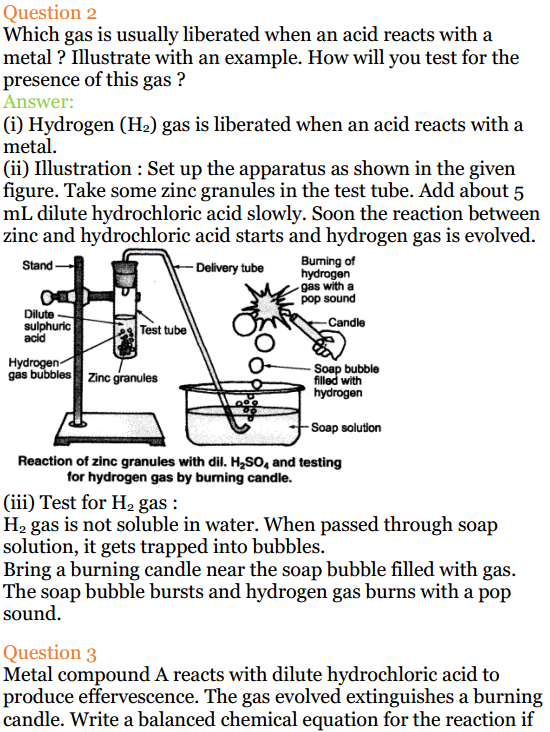 Question 2
Which gas is usually liberated when an acid reacts with a
metal ? Illustrate with an example. How will you test for the
presence of this gas ?
Answer:
(i) Hydrogen (H₂) gas is liberated when an acid reacts with a
metal.
(ii) Illustration : Set up the apparatus as shown in the given
figure. Take some zinc granules in the test tube. Add about 5
mL dilute hydrochloric acid slowly. Soon the reaction between
zinc and hydrochloric acid starts and hydrogen gas is evolved.
Stand
Delivery tube
Burning of
hydrogen
gas with a
pop sound
Candle
Dilute
sulphuric
acid
Test tube
Hydrogen
gas bubbles
Zinc granules
Soap bubble
filled with
hydrogen
Soap solution
Reaction of zinc granules with dil. H₂SO₄ and testing
for hydrogen gas by burning candle.
(iii) Test for H₂ gas :
H₂ gas is not soluble in water. When passed through soap
solution, it gets trapped into bubbles.
Bring a burning candle near the soap bubble filled with gas.
The soap bubble bursts and hydrogen gas burns with a pop
sound.
Question 3
Metal compound A reacts with dilute hydrochloric acid to
produce effervescence. The gas evolved extinguishes a burning
candle. Write a balanced chemical equation for the reaction if